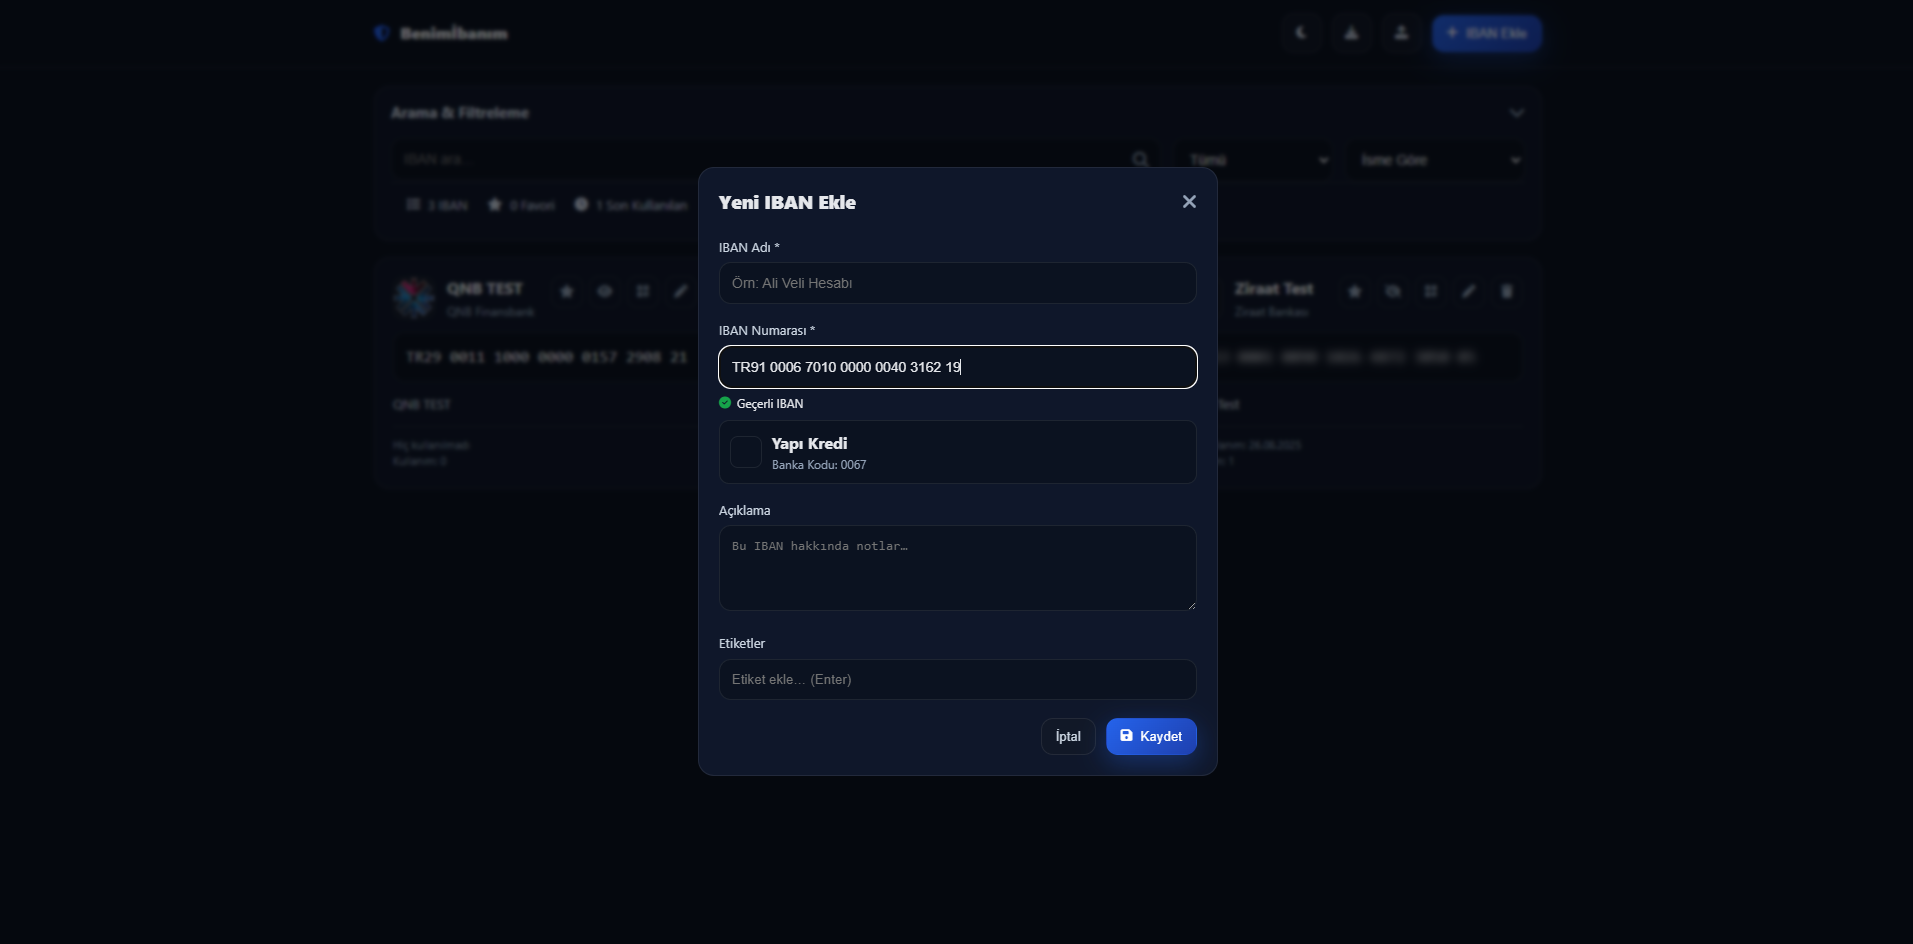 Benimİbanım
IBAN Ekle
Arama & Filtreleme
IBAN ara...
Tümü
İsme Göre
3 IBAN
0 Favori
1 Son Kullanılan
QNB TEST
QNB Finansbank
TR29 0011 1000 0000 0157 2908 21
QNB TEST
Hiç kullanılmadı
Kullanım: 0
Ziraat Test
Ziraat Bankası
Yeni IBAN Ekle
IBAN Adı *
Örn: Ali Veli Hesabı
IBAN Numarası *
TR91 0006 7010 0000 0040 3162 19
Geçerli IBAN
Yapı Kredi
Banka Kodu: 0067
Açıklama
Bu IBAN hakkında notlar…
Etiketler
Etiket ekle… (Enter)
İptal
Kaydet